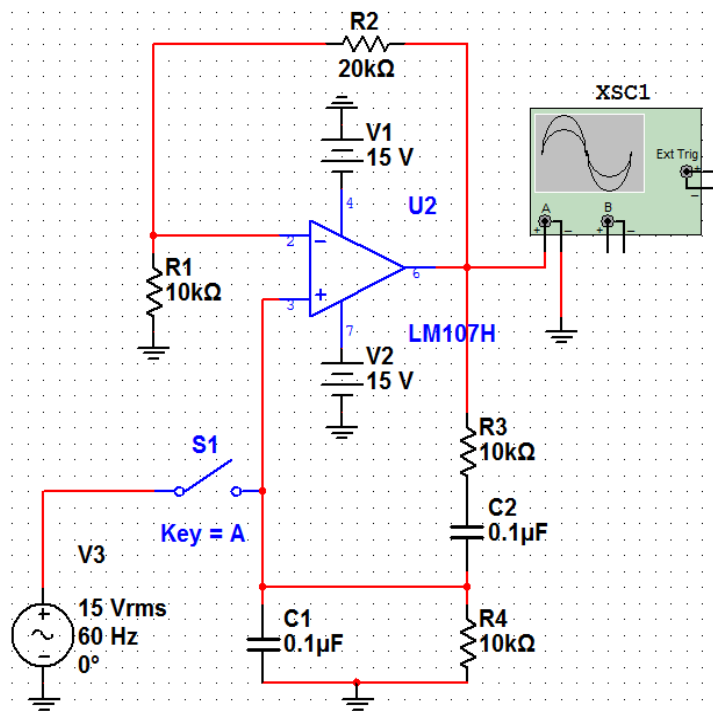 R2
20kΩ
XSC1
V1
15 V
Ext Trig
+
−
4
U2
A
B
+
−
+
−
2
−
R1
10kΩ
6
3
+
7
LM107H
V2
15 V
R3
10kΩ
S1
C2
0.1µF
Key = A
V3
15 Vrms
60 Hz
0°
+
−
C1
0.1µF
R4
10kΩ